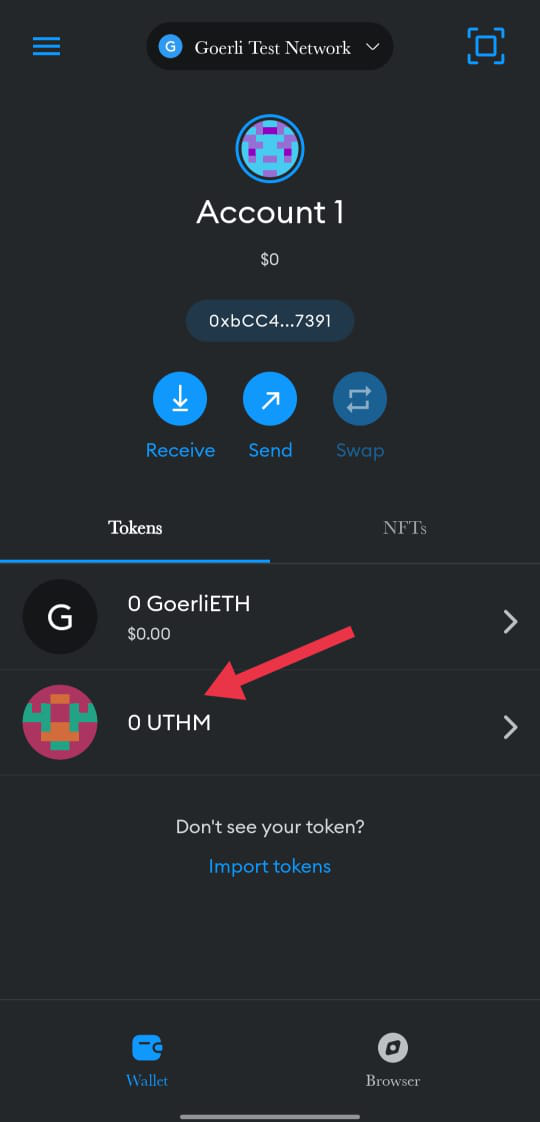 G Goerli Test Network
Account 1
$0
0xbCC4...7391
Receive Send Swap
Tokens NFTs
G
0 GoerliETH
$0.00
0 UTHM
Don't see your token?
Import tokens
Wallet Browser